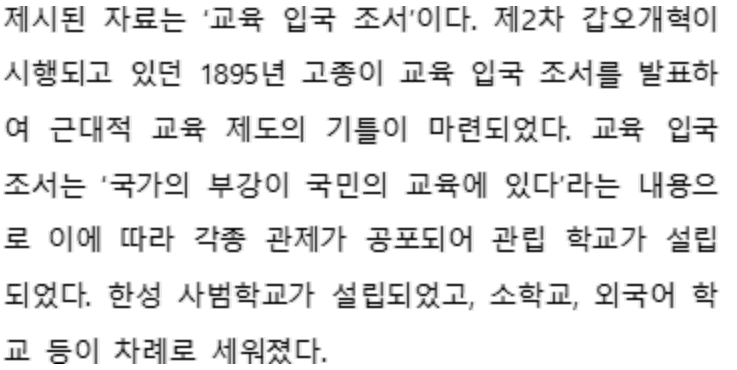 제시된 자료는 ‘교육 입국 조서’이다. 제2차 갑오개혁이
시행되고 있던 1895년 고종이 교육 입국 조서를 발표하
여 근대적 교육 제도의 기틀이 마련되었다. 교육 입국
조서는 ‘국가의 부강이 국민의 교육에 있다’라는 내용으
로 이에 따라 각종 관제가 공포되어 관립 학교가 설립
되었다. 한성 사범학교가 설립되었고, 소학교, 외국어 학
교 등이 차례로 세워졌다.